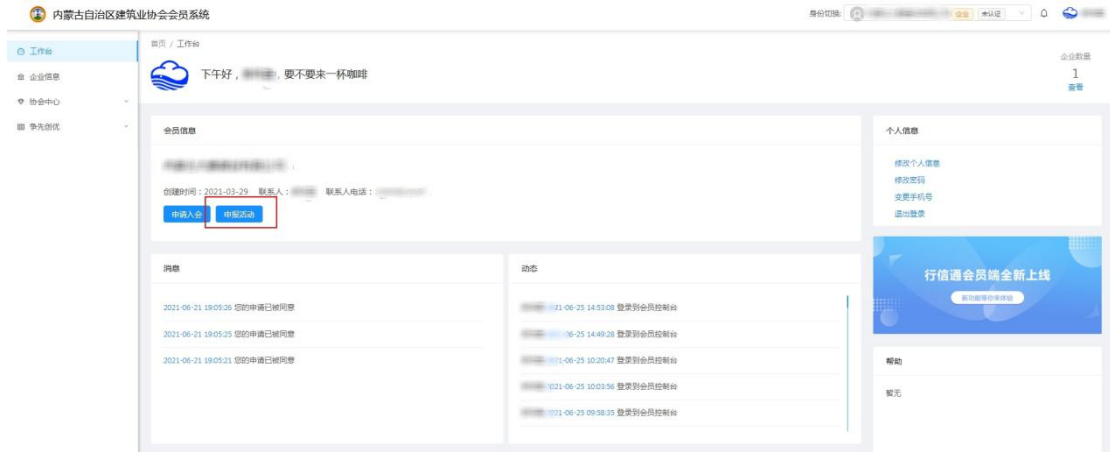 内蒙古自治区建筑业协会会员系统
身份切换:
企业 未认证
工作台
企业信息
协会中心
争先创优
首页 / 工作台
下午好,
,要不要来一杯咖啡
企业数量
1
查看
会员信息
创建时间:2021-03-29 联系人: 联系人电话:
申请入会 申报活动
个人信息
修改个人信息
修改密码
变更手机号
退出登录
行信通会员端全新上线
新功能等你来体验
消息
2021-06-21 19:05:26 您的申请已被同意
2021-06-21 19:05:25 您的申请已被同意
2021-06-21 19:05:21 您的申请已被同意
动态
21-06-25 14:53:08 登录到会员控制台
06-25 14:49:28 登录到会员控制台
1-06-25 10:20:47 登录到会员控制台
2021-06-25 10:03:56 登录到会员控制台
2021-06-25 09:58:35 登录到会员控制台
帮助
暂无